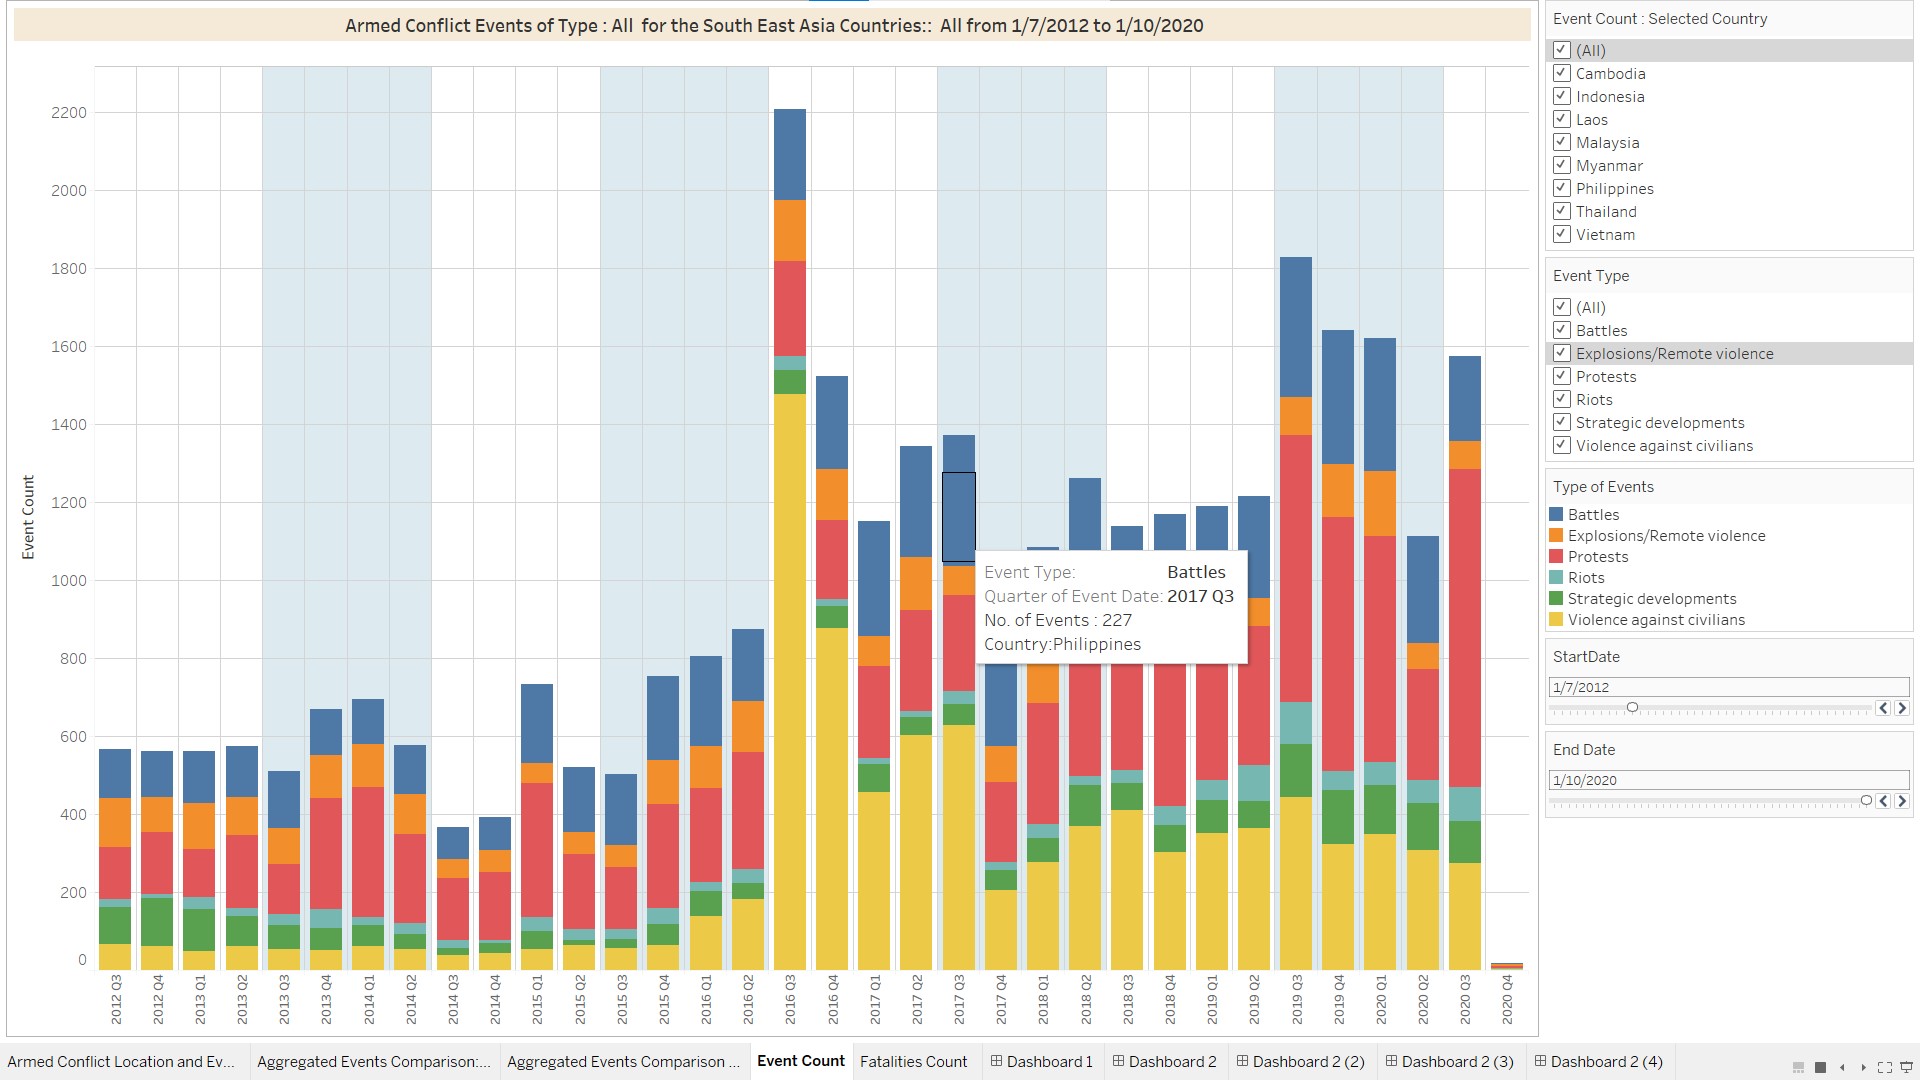 Armed Conflict Events of Type : All  for the South East Asia Countries::  All from 1/7/2012 to 1/10/2020
Event Count
2200
2000
1800
1600
1400
1200
1000
800
600
400
200
0
2012 Q3
2012 Q4
2013 Q1
2013 Q2
2013 Q3
2013 Q4
2014 Q1
2014 Q2
2014 Q3
2014 Q4
2015 Q1
2015 Q2
2015 Q3
2015 Q4
2016 Q1
2016 Q2
2016 Q3
2016 Q4
2017 Q1
2017 Q2
2017 Q3
2017 Q4
2018 Q1
2018 Q2
2018 Q3
2018 Q4
2019 Q1
2019 Q2
2019 Q3
2019 Q4
2020 Q1
2020 Q2
2020 Q3
2020 Q4
Event Type: Battles
Quarter of Event Date: 2017 Q3
No. of Events : 227
Country:Philippines
Event Count : Selected Country
(All)
Cambodia
Indonesia
Laos
Malaysia
Myanmar
Philippines
Thailand
Vietnam
Event Type
(All)
Battles
Explosions/Remote violence
Protests
Riots
Strategic developments
Violence against civilians
Type of Events
Battles
Explosions/Remote violence
Protests
Riots
Strategic developments
Violence against civilians
StartDate
1/7/2012
End Date
1/10/2020
Armed Conflict Location and Ev...
Aggregated Events Comparison:...
Aggregated Events Comparison ...
Event Count
Fatalities Count
Dashboard 1
Dashboard 2
Dashboard 2 (2)
Dashboard 2 (3)
Dashboard 2 (4)